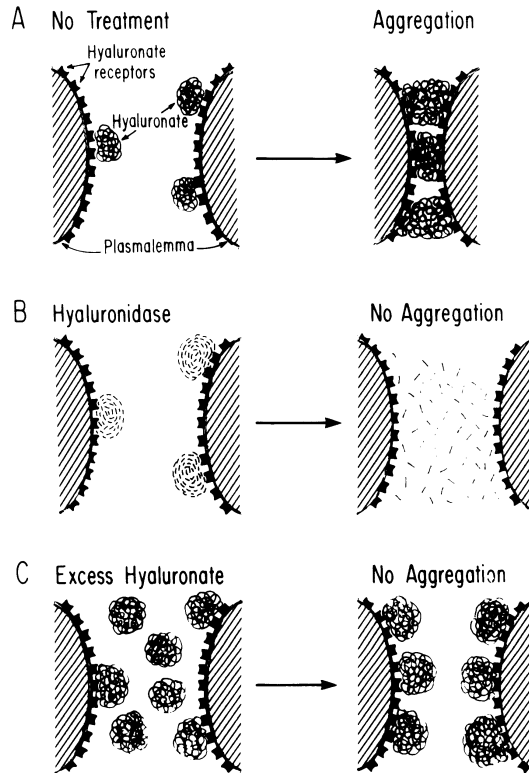 A No Treatment
Aggregation
Hyaluronate
receptors
Hyaluronate
Plasmalemma
B Hyaluronidase
No Aggregation
C Excess Hyaluronate
No Aggregation